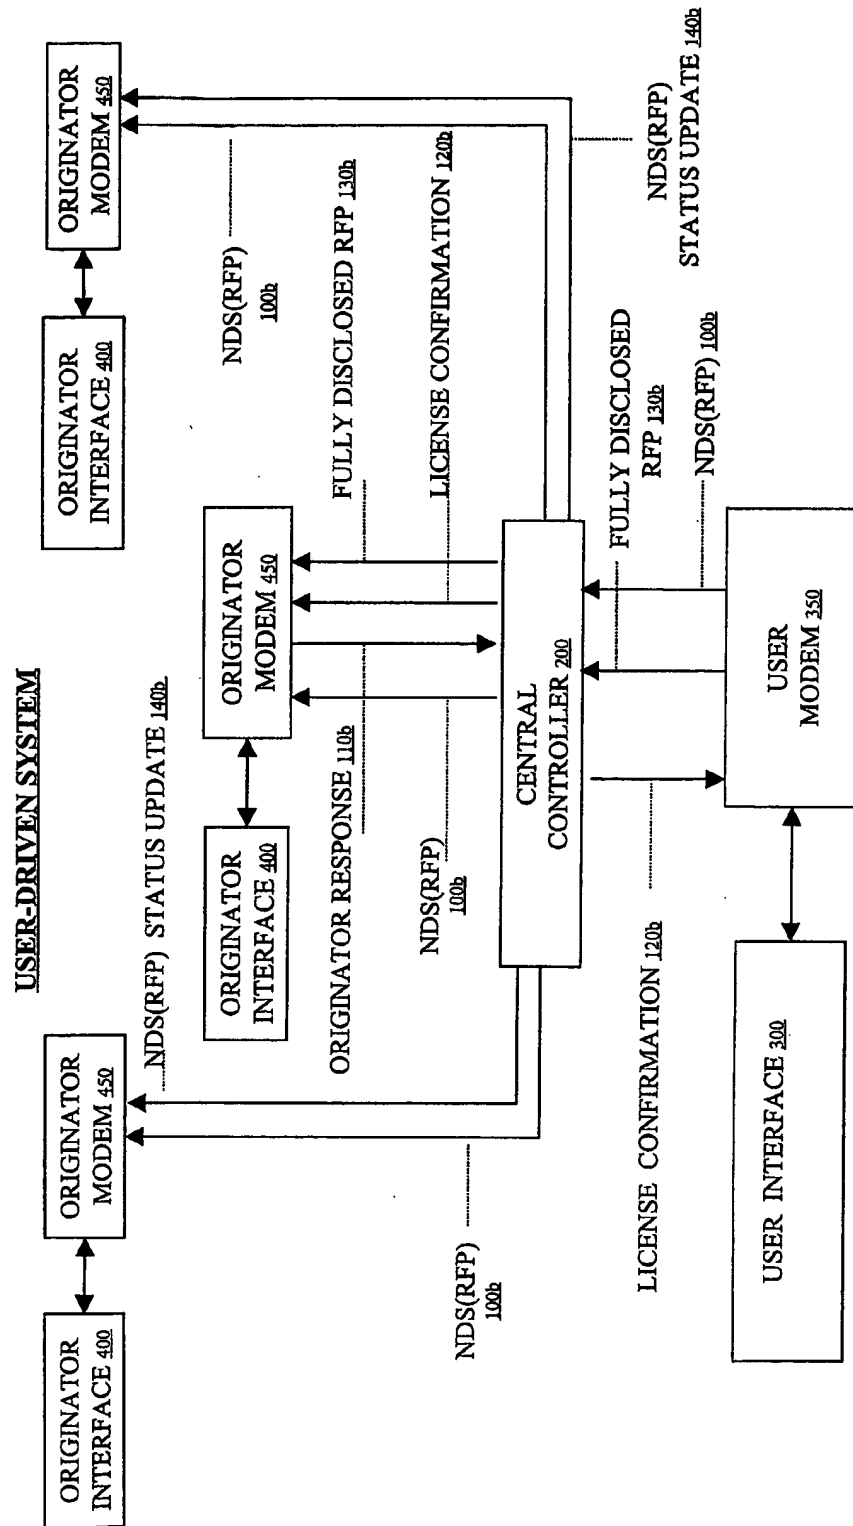 USER-DRIVEN SYSTEM
ORIGINATOR
INTERFACE 400
ORIGINATOR
MODEM 450
NDS(RFP) STATUS UPDATE 140b
NDS(RFP)
100b
ORIGINATOR
INTERFACE 400
ORIGINATOR
MODEM 450
ORIGINATOR RESPONSE 110b
NDS(RFP)
100b
FULLY DISCLOSED RFP 130b
LICENSE CONFIRMATION 120b
ORIGINATOR
INTERFACE 400
ORIGINATOR
MODEM 450
NDS(RFP)
100b
NDS(RFP)
STATUS UPDATE 140b
CENTRAL
CONTROLLER 200
LICENSE CONFIRMATION 120b
FULLY DISCLOSED
RFP 130b
NDS(RFP) 100b
USER INTERFACE 300
USER
MODEM 350